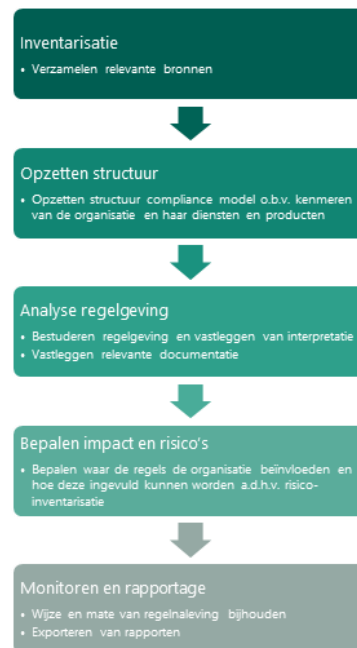 Inventarisatie
• Verzamelen relevante bronnen
Opzetten structuur
• Opzetten structuur compliance model o.b.v. kenmeren
van de organisatie en haar diensten en producten
Analyse regelgeving
• Bestuderen regelgeving en vastleggen van interpretatie
• Vastleggen relevante documentatie
Bepalen impact en risico's
• Bepalen waar de regels de organisatie beïnvloeden en
hoe deze ingevuld kunnen worden a.d.h.v. risico-
inventarisatie
Monitoren en rapportage
• Wijze en mate van regelnaleving bijhouden
• Exporteren van rapporten